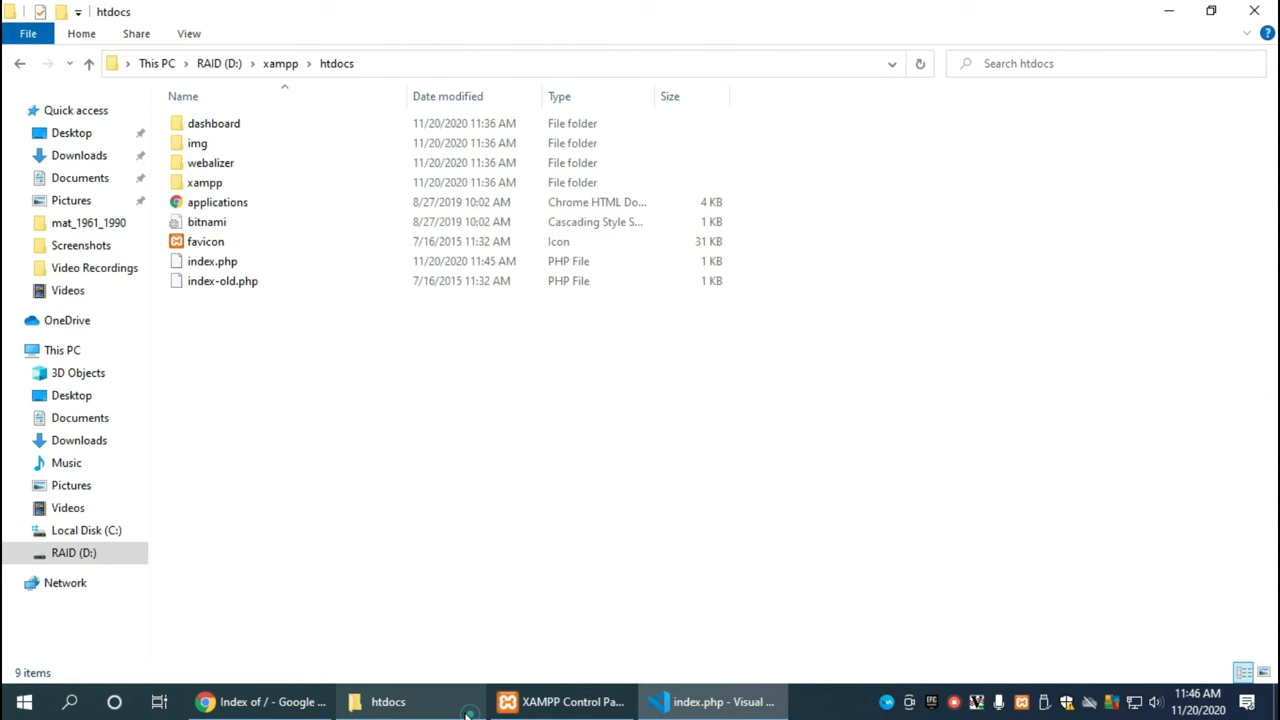 htdocs
File Home Share View
This PC RAID (D:) xampp htdocs Search htdocs
Name Date modified Type Size
Quick access
Desktop
Downloads
Documents
Pictures
mat_1961_1990
Screenshots
Video Recordings
Videos
OneDrive
This PC
3D Objects
Desktop
Documents
Downloads
Music
Pictures
Videos
Local Disk (C:)
RAID (D:)
Network
dashboard 11/20/2020 11:36 AM File folder
img 11/20/2020 11:36 AM File folder
webalizer 11/20/2020 11:36 AM File folder
xampp 11/20/2020 11:36 AM File folder
applications 8/27/2019 10:02 AM Chrome HTML Do... 4 KB
bitnami 8/27/2019 10:02 AM Cascading Style S... 1 KB
favicon 7/16/2015 11:32 AM Icon 31 KB
index.php 11/20/2020 11:45 AM PHP File 1 KB
index-old.php 7/16/2015 11:32 AM PHP File 1 KB
9 items
Index of / - Google ... htdocs XAMPP Control Pa... index.php - Visual ...
11:46 AM
11/20/2020